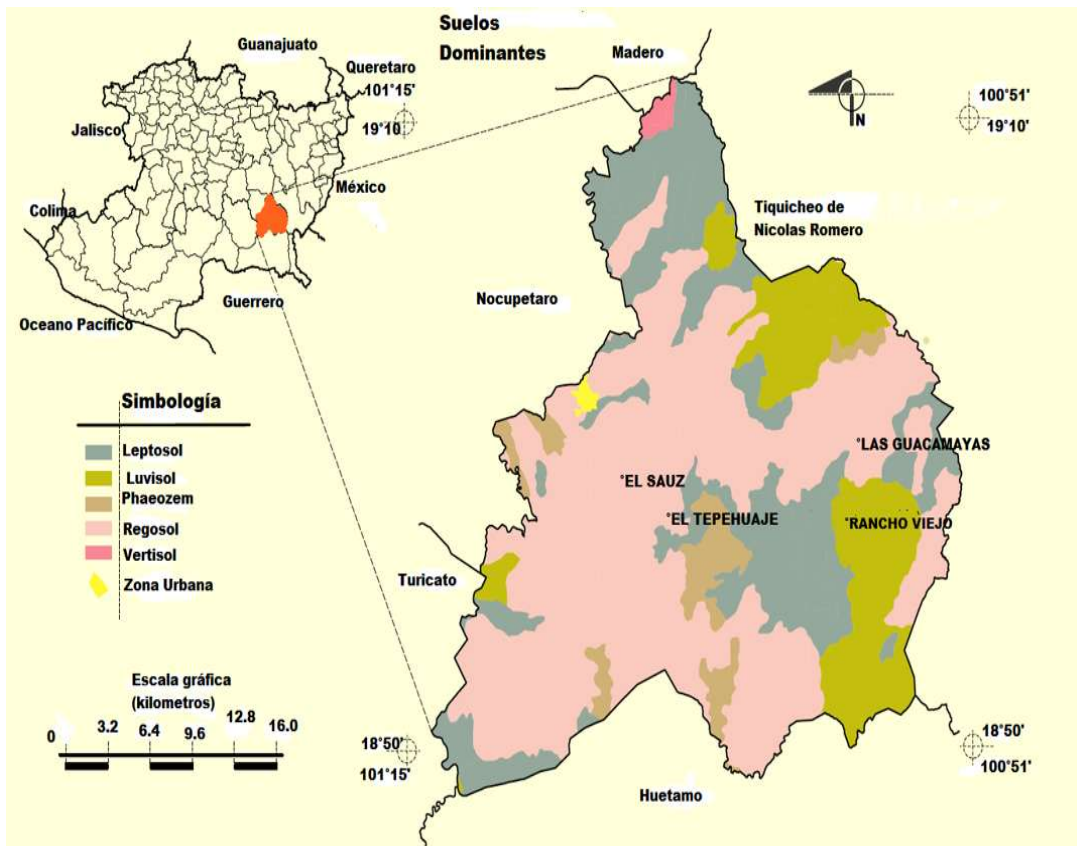 Suelos
Dominantes
Guanajuato
Queretaro
101°15'
19°10
Jalisco
México
Colima
Guerrero
Oceano Pacífico
Madero
N
100°51'
19°10'
Tiquicheo de
Nicolas Romero
Nocupetaro
°LAS GUACAMAYAS
°EL SAUZ
°EL TEPEHUAJE
°RANCHO VIEJO
Turicato
Huetamo
Simbología
Leptosol
Luvisol
Phaeozem
Regosol
Vertisol
Zona Urbana
Escala gráfica
(kilometros)
0 3.2 6.4 9.6 12.8 16.0
18°50'
101°15'
18°50'
100°51'